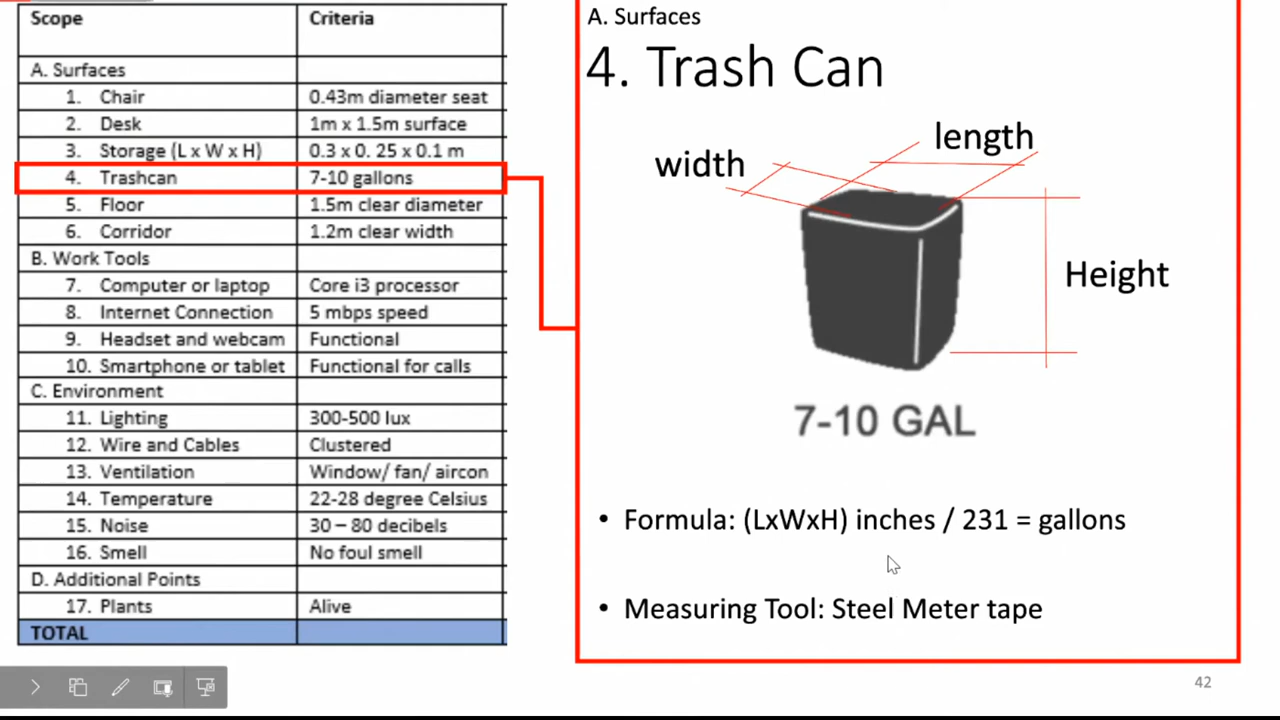 Scope Criteria
A. Surfaces
1. Chair 0.43m diameter seat
2. Desk 1m x 1.5m surface
3. Storage (L x W x H) 0.3 x 0. 25 x 0.1 m
4. Trashcan 7-10 gallons
5. Floor 1.5m clear diameter
6. Corridor 1.2m clear width
B. Work Tools
7. Computer or laptop Core i3 processor
8. Internet Connection 5 mbps speed
9. Headset and webcam Functional
10. Smartphone or tablet Functional for calls
C. Environment
11. Lighting 300-500 lux
12. Wire and Cables Clustered
13. Ventilation Window/ fan/ aircon
14. Temperature 22-28 degree Celsius
15. Noise 30 – 80 decibels
16. Smell No foul smell
D. Additional Points
17. Plants Alive
TOTAL
A. Surfaces
4. Trash Can
length
width
Height
7-10 GAL
• Formula: (LxWxH) inches / 231 = gallons
• Measuring Tool: Steel Meter tape
42